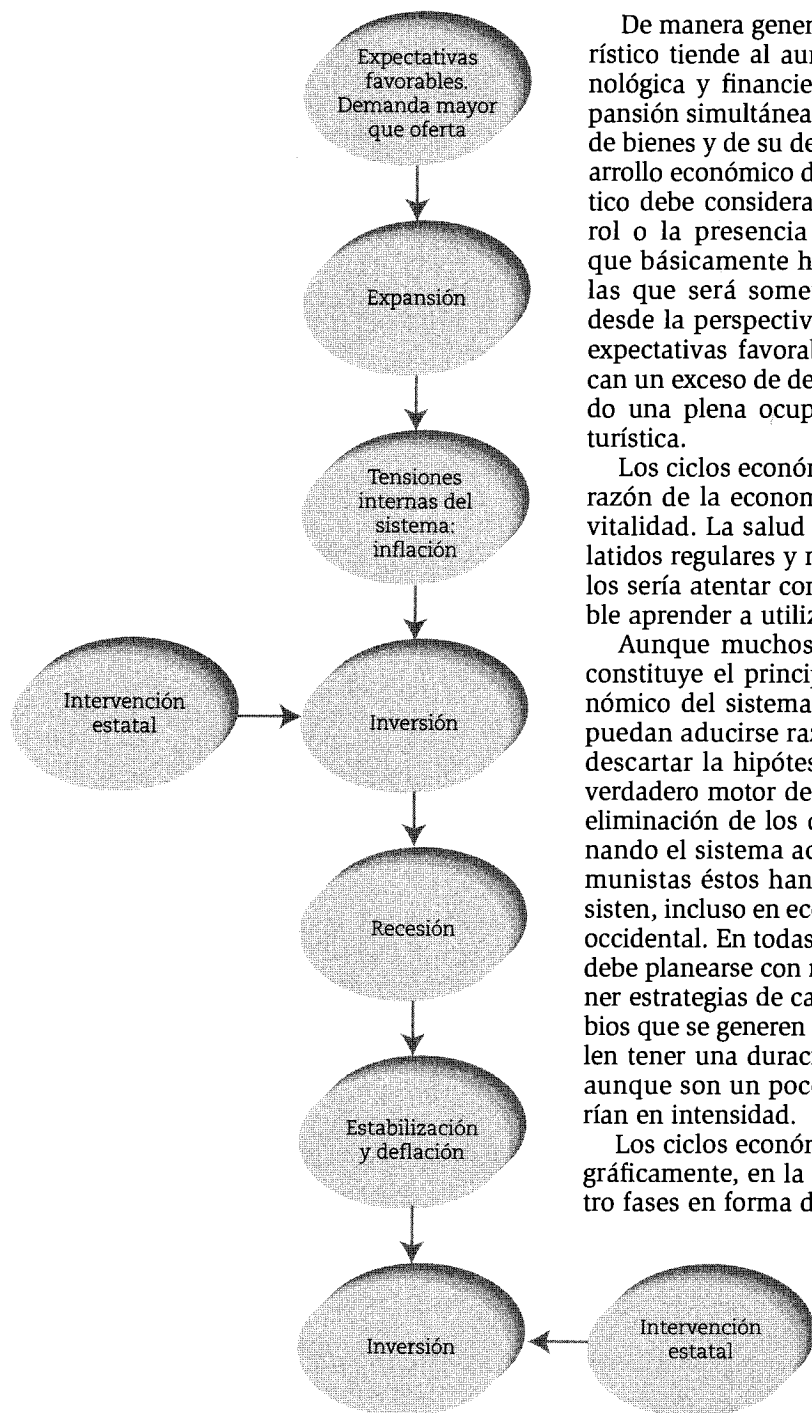 Expectativas
favorables.
Demanda mayor
que oferta
Expansión
Tensiones
internas del
sistema:
inflación
Intervención
estatal
Inversión
Recesión
Estabilización
y deflación
Inversión
Intervención
estatal
De manera gener
rístico tiende al au
nológica y financie
pansión simultánea
de bienes y de su de
arrollo económico d
tico debe considera
rol o la presencia
que básicamente h
las que será some
desde la perspectiv
expectativas favorab
can un exceso de de
do una plena ocup
turística.
Los ciclos econón
razón de la econom
vitalidad. La salud
latidos regulares y r
los sería atentar con
ble aprender a utiliz
Aunque muchos
constituye el princip
nómico del sistema
puedan aducirse raz
descartar la hipótes
verdadero motor de
eliminación de los c
nando el sistema ac
munistas éstos han
sisten, incluso en ec
occidental. En todas
debe planearse con r
ner estrategias de ca
bios que se generen
len tener una duraci
aunque son un poc
rían en intensidad.
Los ciclos econón
gráficamente, en la
tro fases en forma d